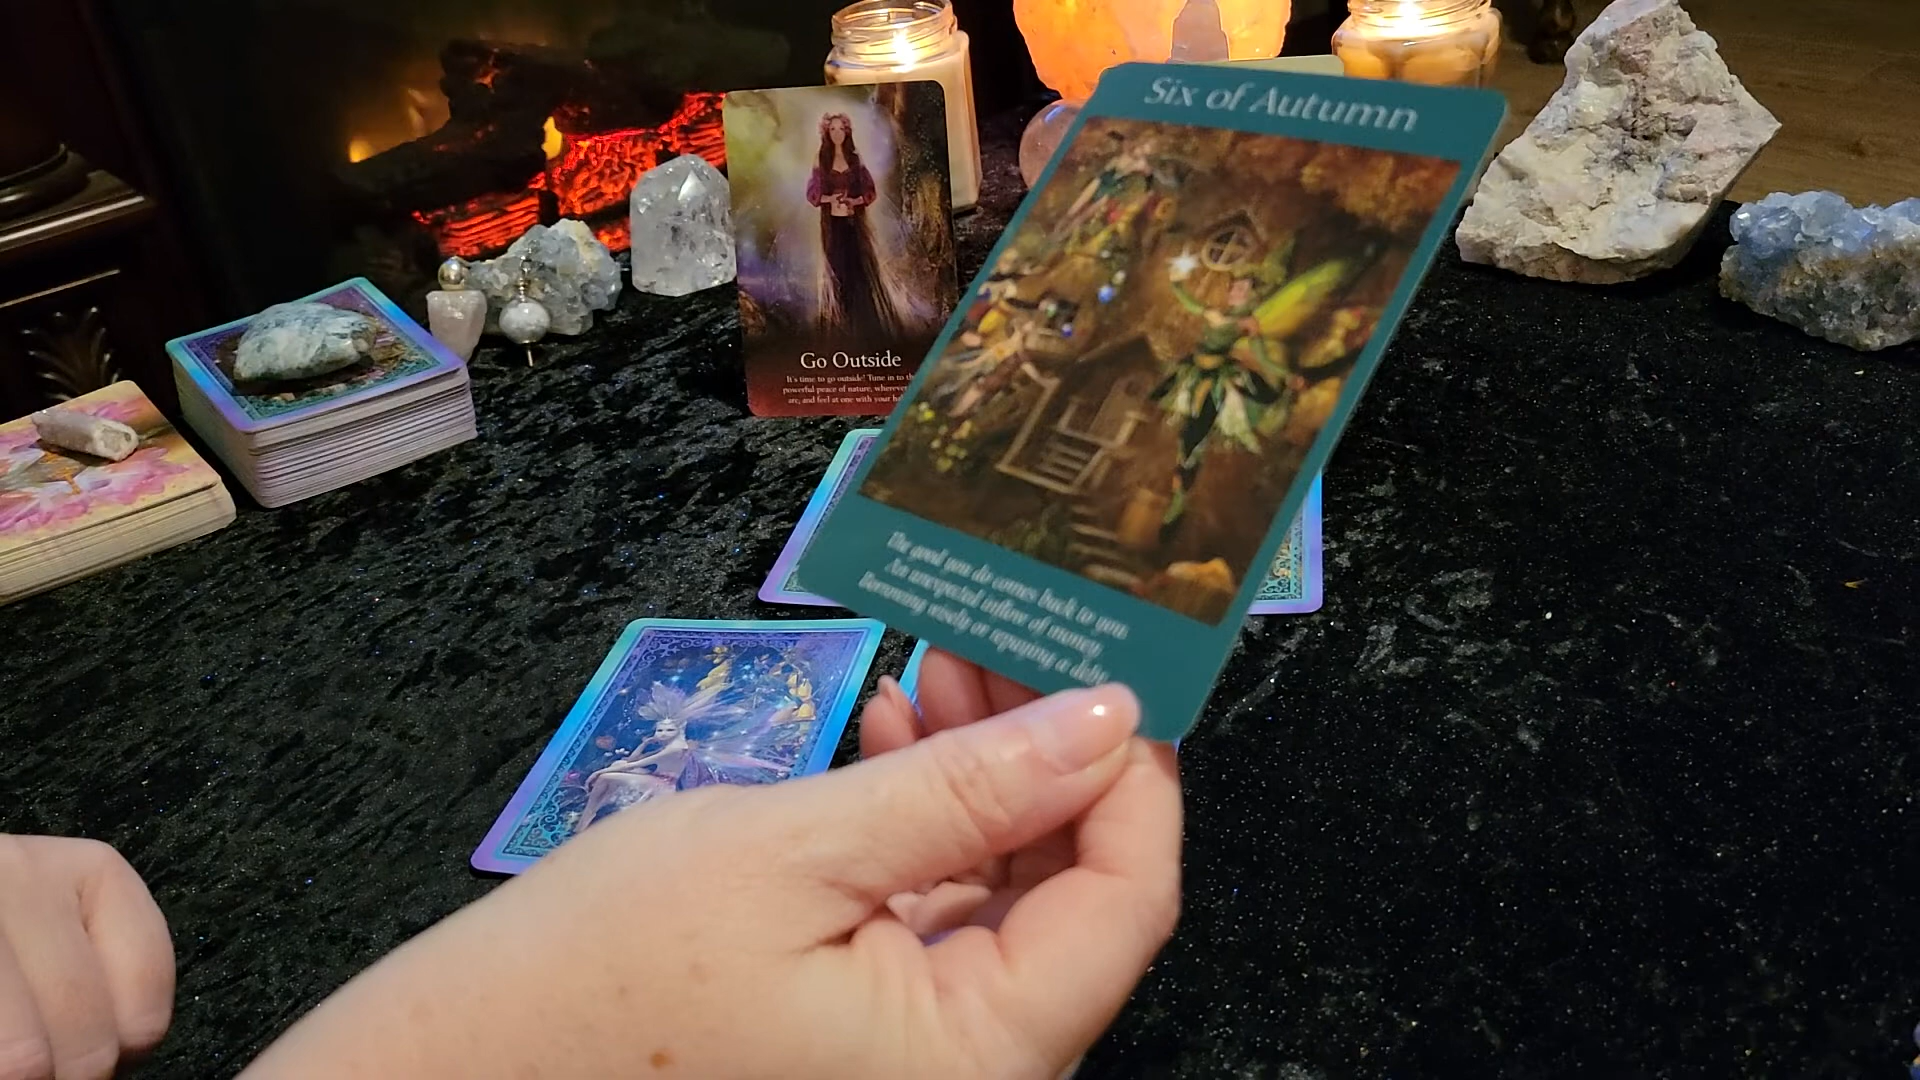 Six of Autumn
Go Outside
It's time to go outside! Tune in to the
powerful peace of nature, wherever
are, and feel at one with your
The good you do comes back to you.
An unexpected inflow of money.
Borrowing wisely or repaying a debt.